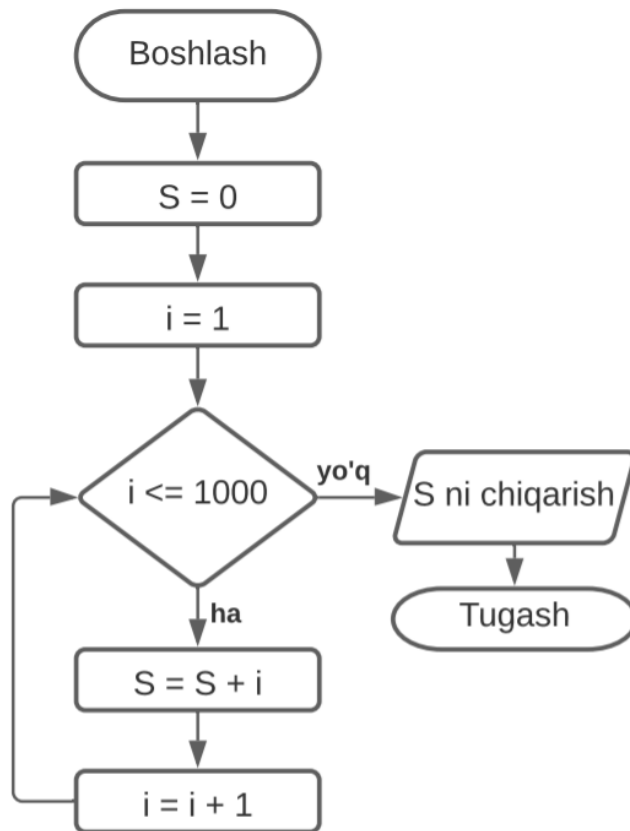 Boshlash
S = 0
i = 1
i <= 1000
yo'q
S ni chiqarish
Tugash
ha
S = S + i
i = i + 1